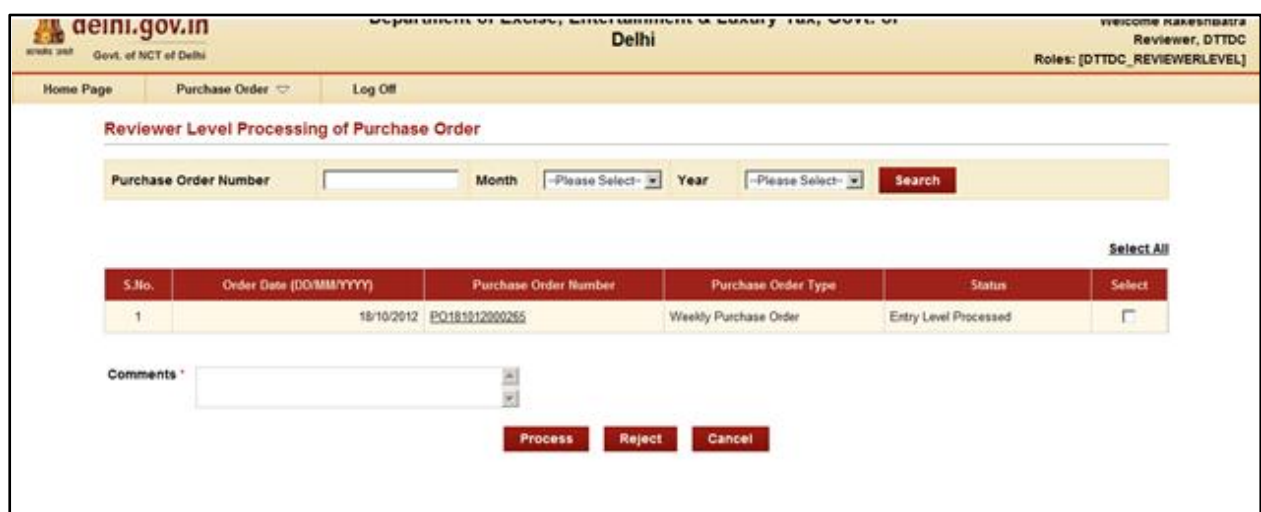 delhi.gov.in
Govt. of NCT of Delhi
Department of Excise, Entertainment & Luxury Tax, Govt. of
Delhi
Welcome RakeshBatra
Reviewer, DTTDC
Roles: [DTTDC_REVIEWERLEVEL]
Home Page Purchase Order Log Off
Reviewer Level Processing of Purchase Order
Purchase Order Number Month --Please Select-- Year --Please Select-- Search
Select All
S.No. Order Date (DD/MM/YYYY) Purchase Order Number Purchase Order Type Status Select
1 18/10/2012 PO181012000265 Weekly Purchase Order Entry Level Processed
Comments *
Process Reject Cancel